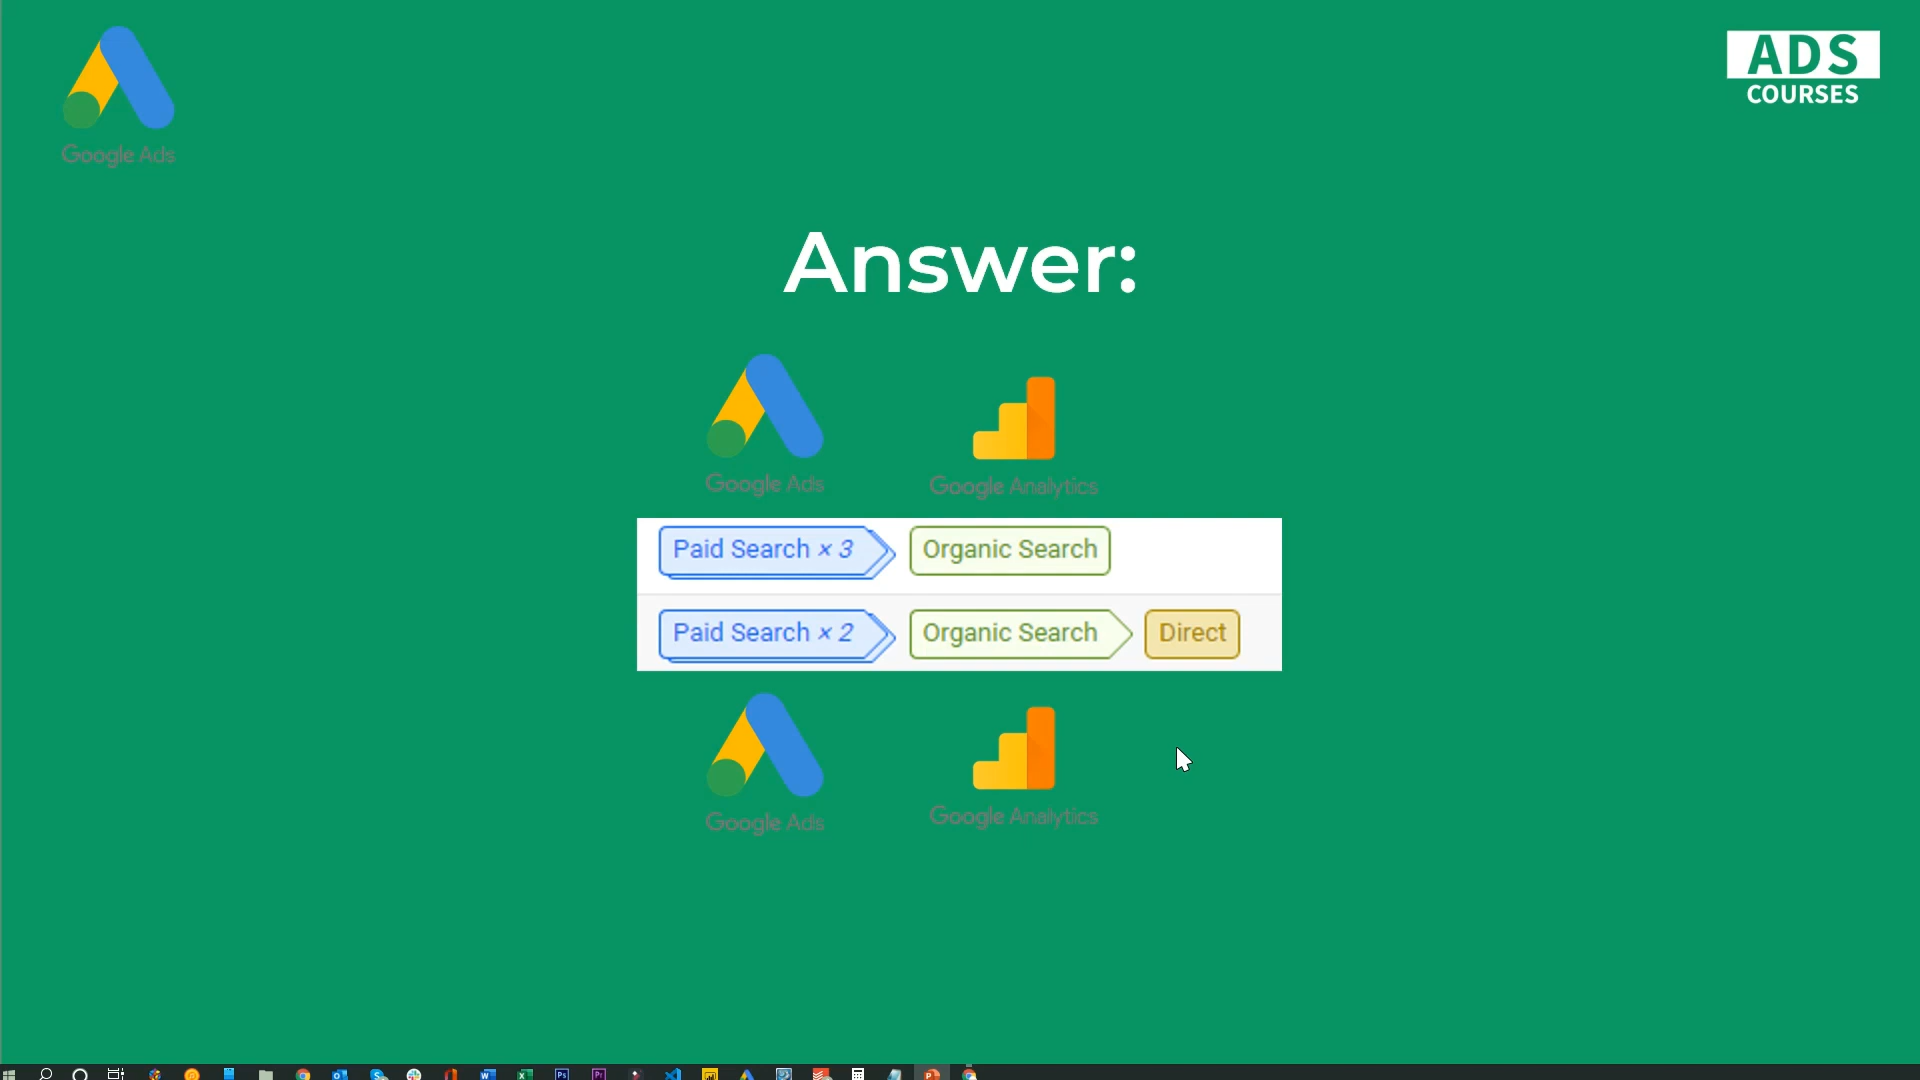 Google Ads
ADS
COURSES
Answer:
Google Ads
Google Analytics
Paid Search × 3
Organic Search
Paid Search × 2
Organic Search
Direct
Google Ads
Google Analytics